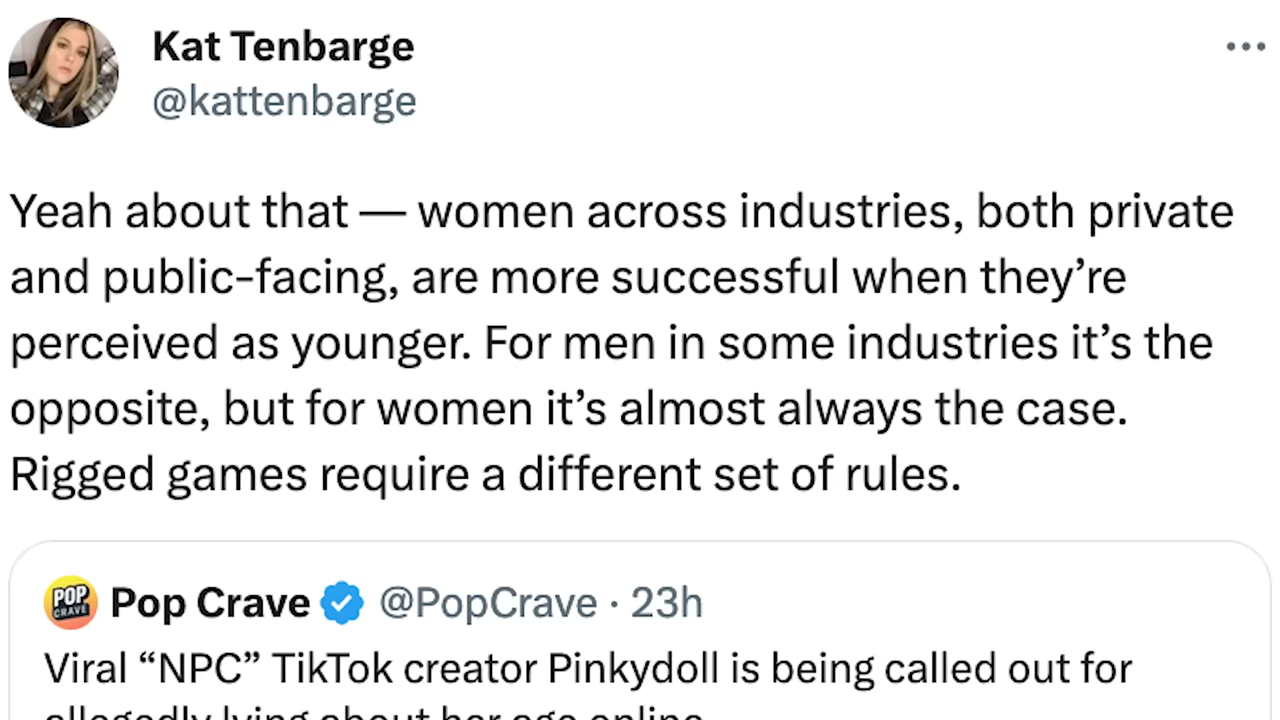 Kat Tenbarge
@kattenbarge
Yeah about that — women across industries, both private
and public-facing, are more successful when they’re
perceived as younger. For men in some industries it’s the
opposite, but for women it’s almost always the case.
Rigged games require a different set of rules.
POP
CRAVE
Pop Crave @PopCrave · 23h
Viral “NPC” TikTok creator Pinkydoll is being called out for
allegedly lying about her age online